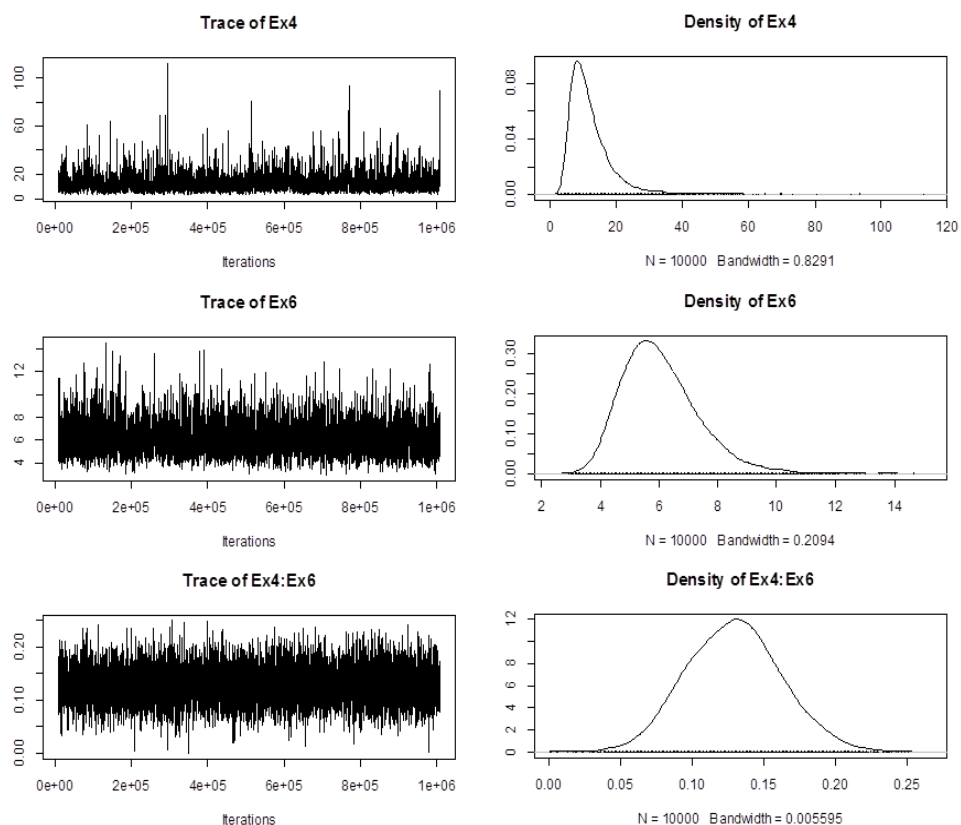 Trace of Ex4
100
60
20
0
0e+00 2e+05 4e+05 6e+05 8e+05 1e+06
Iterations
Density of Ex4
0.08
0.04
0.00
0 20 40 60 80 100 120
N = 10000 Bandwidth = 0.8291
Trace of Ex6
12
8
6
4
0e+00 2e+05 4e+05 6e+05 8e+05 1e+06
Iterations
Density of Ex6
0.30
0.20
0.10
0.00
2 4 6 8 10 12 14
N = 10000 Bandwidth = 0.2094
Trace of Ex4:Ex6
0.20
0.10
0.00
0e+00 2e+05 4e+05 6e+05 8e+05 1e+06
Iterations
Density of Ex4:Ex6
12
8
6
4
2
0
0.00 0.05 0.10 0.15 0.20 0.25
N = 10000 Bandwidth = 0.005595